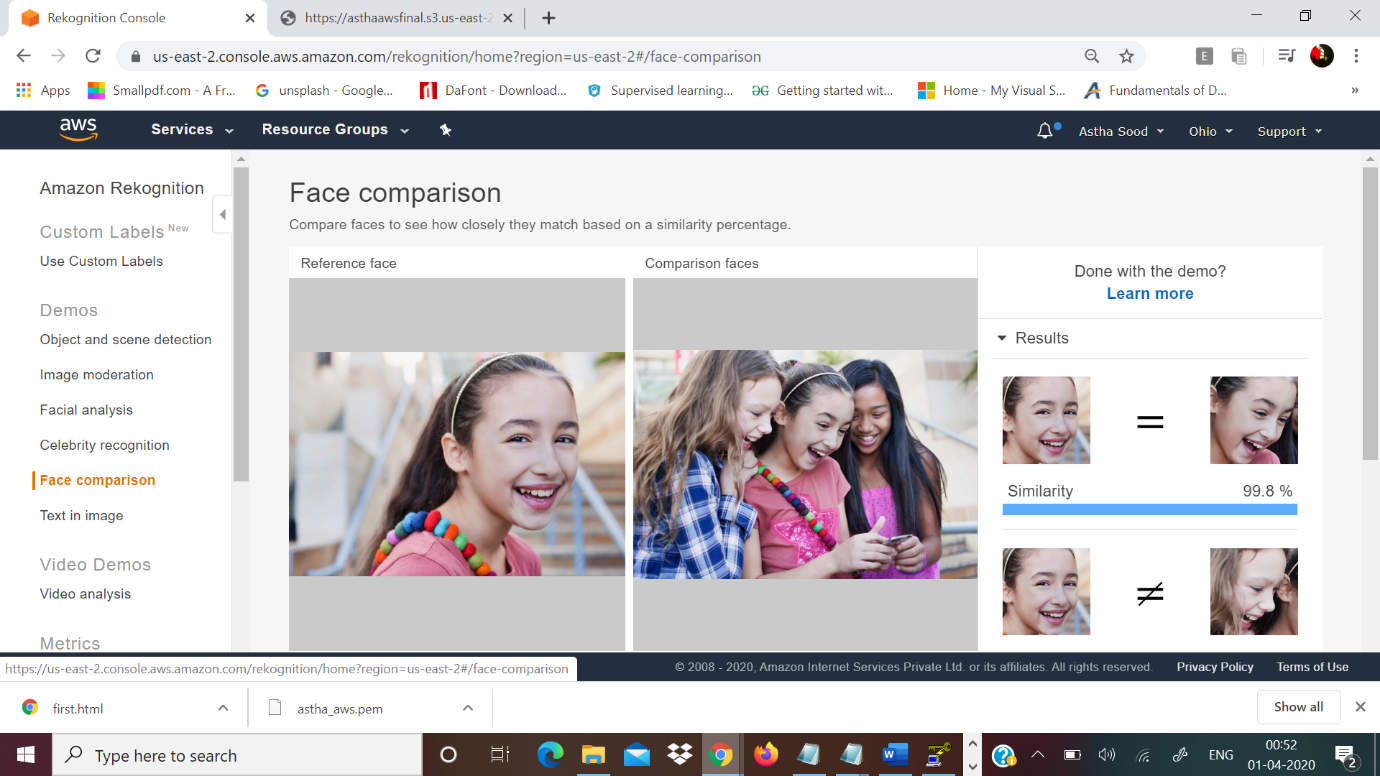 Rekognition Console
https://asthaawsfinal.s3.us-east-2
us-east-2.console.aws.amazon.com/rekognition/home?region=us-east-2#/face-comparison
E
Apps
Smallpdf.com - A Fr...
unsplash - Google...
DaFont - Download...
Supervised learning...
Getting started wit...
Home - My Visual S...
Fundamentals of D...
»
aws
Services
Resource Groups
Astha Sood
Ohio
Support
Amazon Rekognition
Custom Labels New
Use Custom Labels
Demos
Object and scene detection
Image moderation
Facial analysis
Celebrity recognition
Face comparison
Text in image
Video Demos
Video analysis
Metrics
Face comparison
Compare faces to see how closely they match based on a similarity percentage.
Reference face
Comparison faces
Done with the demo?
Learn more
Results
=
Similarity 99.8 %
≠
https://us-east-2.console.aws.amazon.com/rekognition/home?region=us-east-2#/face-comparison
© 2008 - 2020, Amazon Internet Services Private Ltd. or its affiliates. All rights reserved.
Privacy Policy
Terms of Use
first.html
astha_aws.pem
Show all
Type here to search
ENG
00:52
01-04-2020
2